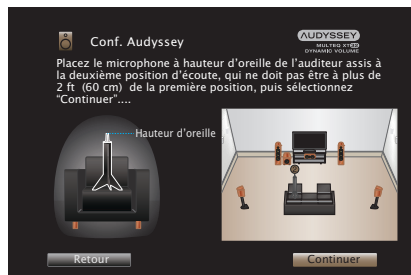 Conf. Audyssey
AUDYSSEY
MULTEQ XT32
DYNAMIC VOLUME
Placez le microphone à hauteur d'oreille de l'auditeur assis à
la deuxième position d'écoute, qui ne doit pas être à plus de
2 ft (60 cm) de la première position, puis sélectionnez
“Continuer”....
Hauteur d'oreille
Retour
Continuer